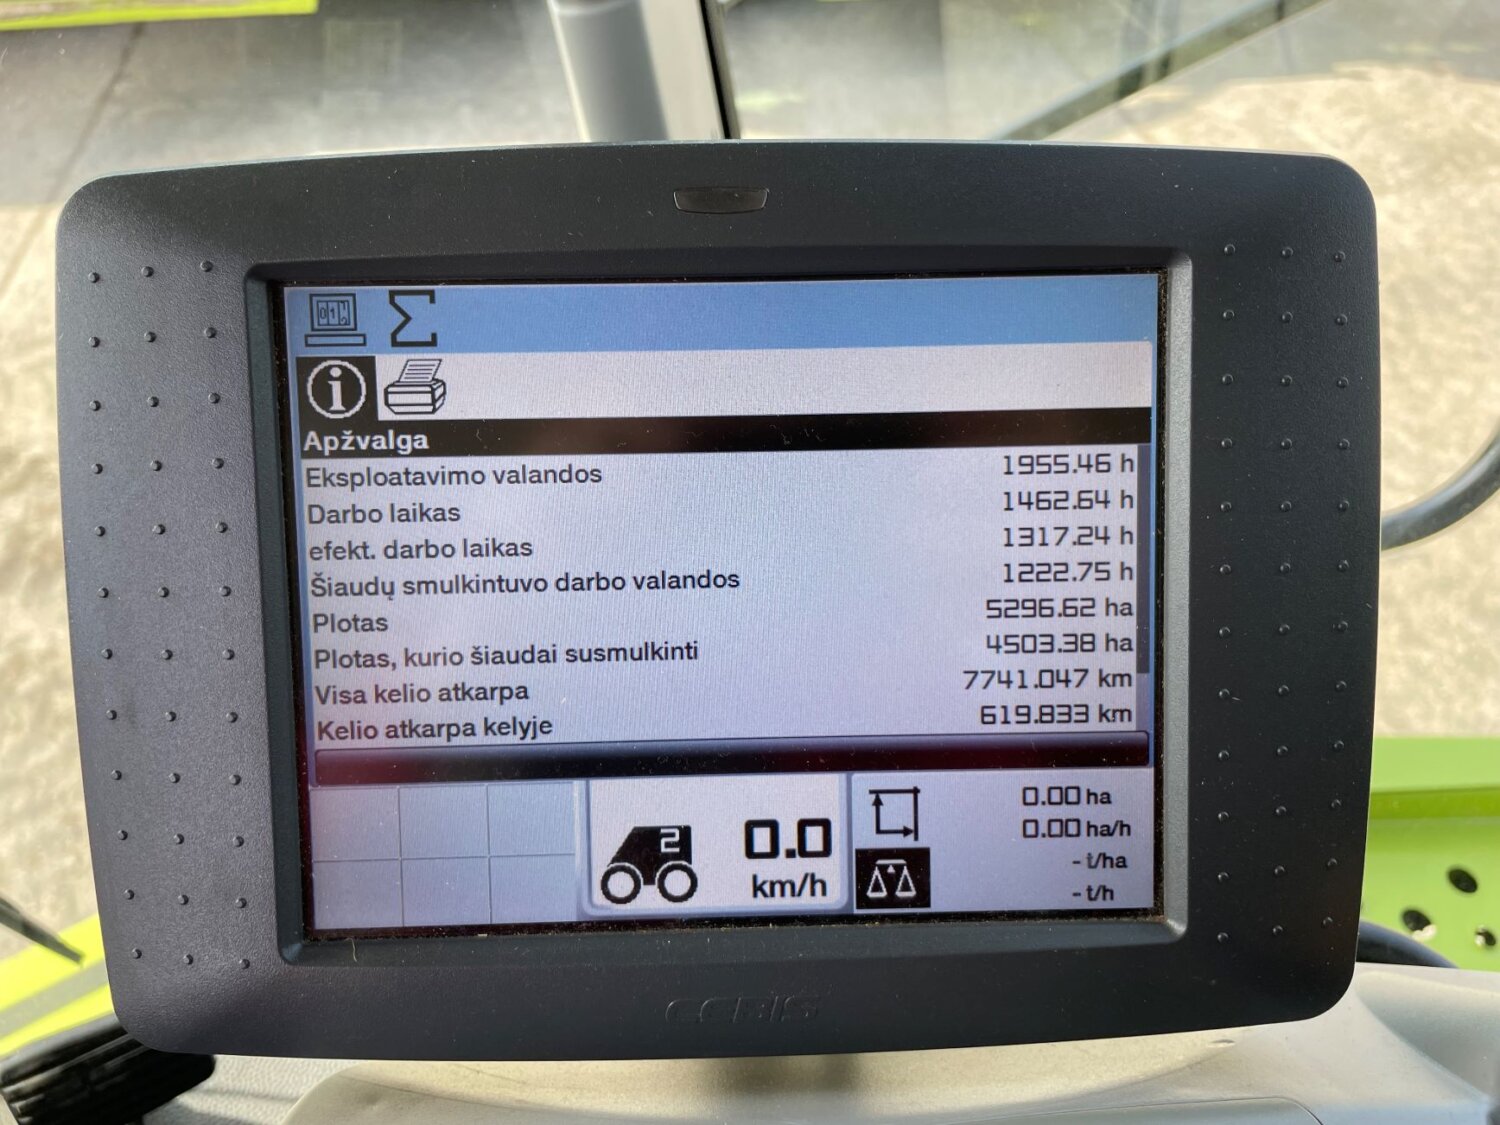 Apžvalga
Eksploatavimo valandos 1955.46 h
Darbo laikas 1462.64 h
efekt. darbo laikas 1317.24 h
Šiaudų smulkintuvo darbo valandos 1222.75 h
Plotas 5296.62 ha
Plotas, kurio šiaudai susmulkinti 4503.38 ha
Visa kelio atkarpa 7741.047 km
Kelio atkarpa kelyje 619.833 km
2
0.0
km/h
0.00 ha
0.00 ha/h
- t/ha
- t/h
CEBIS